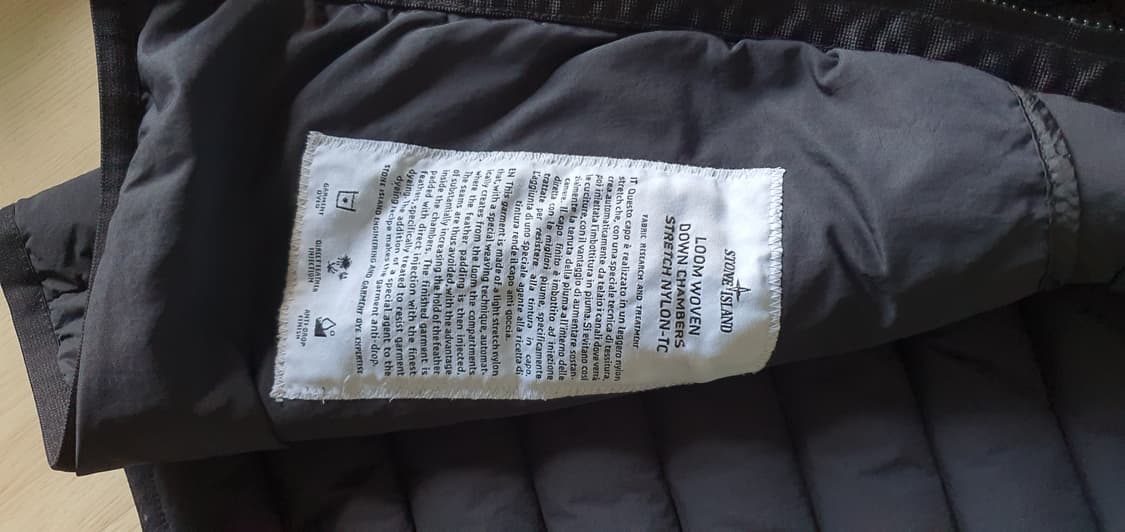 STONE ISLAND
LOOM WOVEN
DOWN CHAMBERS
STRETCH NYLON-TC
FABRIC RESEARCH AND TREATMENT
IT Questo capo è realizzato in un leggero nylon
stretch che, con una speciale tecnica di tessitura,
crea automaticamente da telaio i canali dove verrà
poi iniettata l'imbottitura in piuma. Si evitano così
le cuciture, con il vantaggio di aumentare sostan-
zialmente la tenuta della piuma all'interno delle
camere. Il capo finito è imbottito ad iniezione
diretta con le migliori piume, specificamente
trattate per resistere alla tintura in capo.
L'aggiunta di uno speciale agente alla ricetta di
tintura rende il capo anti goccia.
EN This garment is made of a light stretch nylon
that, with a special weaving technique, automat-
ically creates from the loom the compartments
where the feather padding is then injected,
the seams are thus avoided with the advantage
of substantially increasing the hold of the feather
inside the chambers. The finished garment is
padded with direct injection with the finest
feathers, specifically treated to resist garment
dyeing. The addition of a special agent to the
dyeing recipe makes the garment anti-drop.
STONE ISLAND ENGINEERING AND GARMENT DYE EXPERTISE
GARMENT
DYED
DIRECT FEATHER
ANTI-DROP